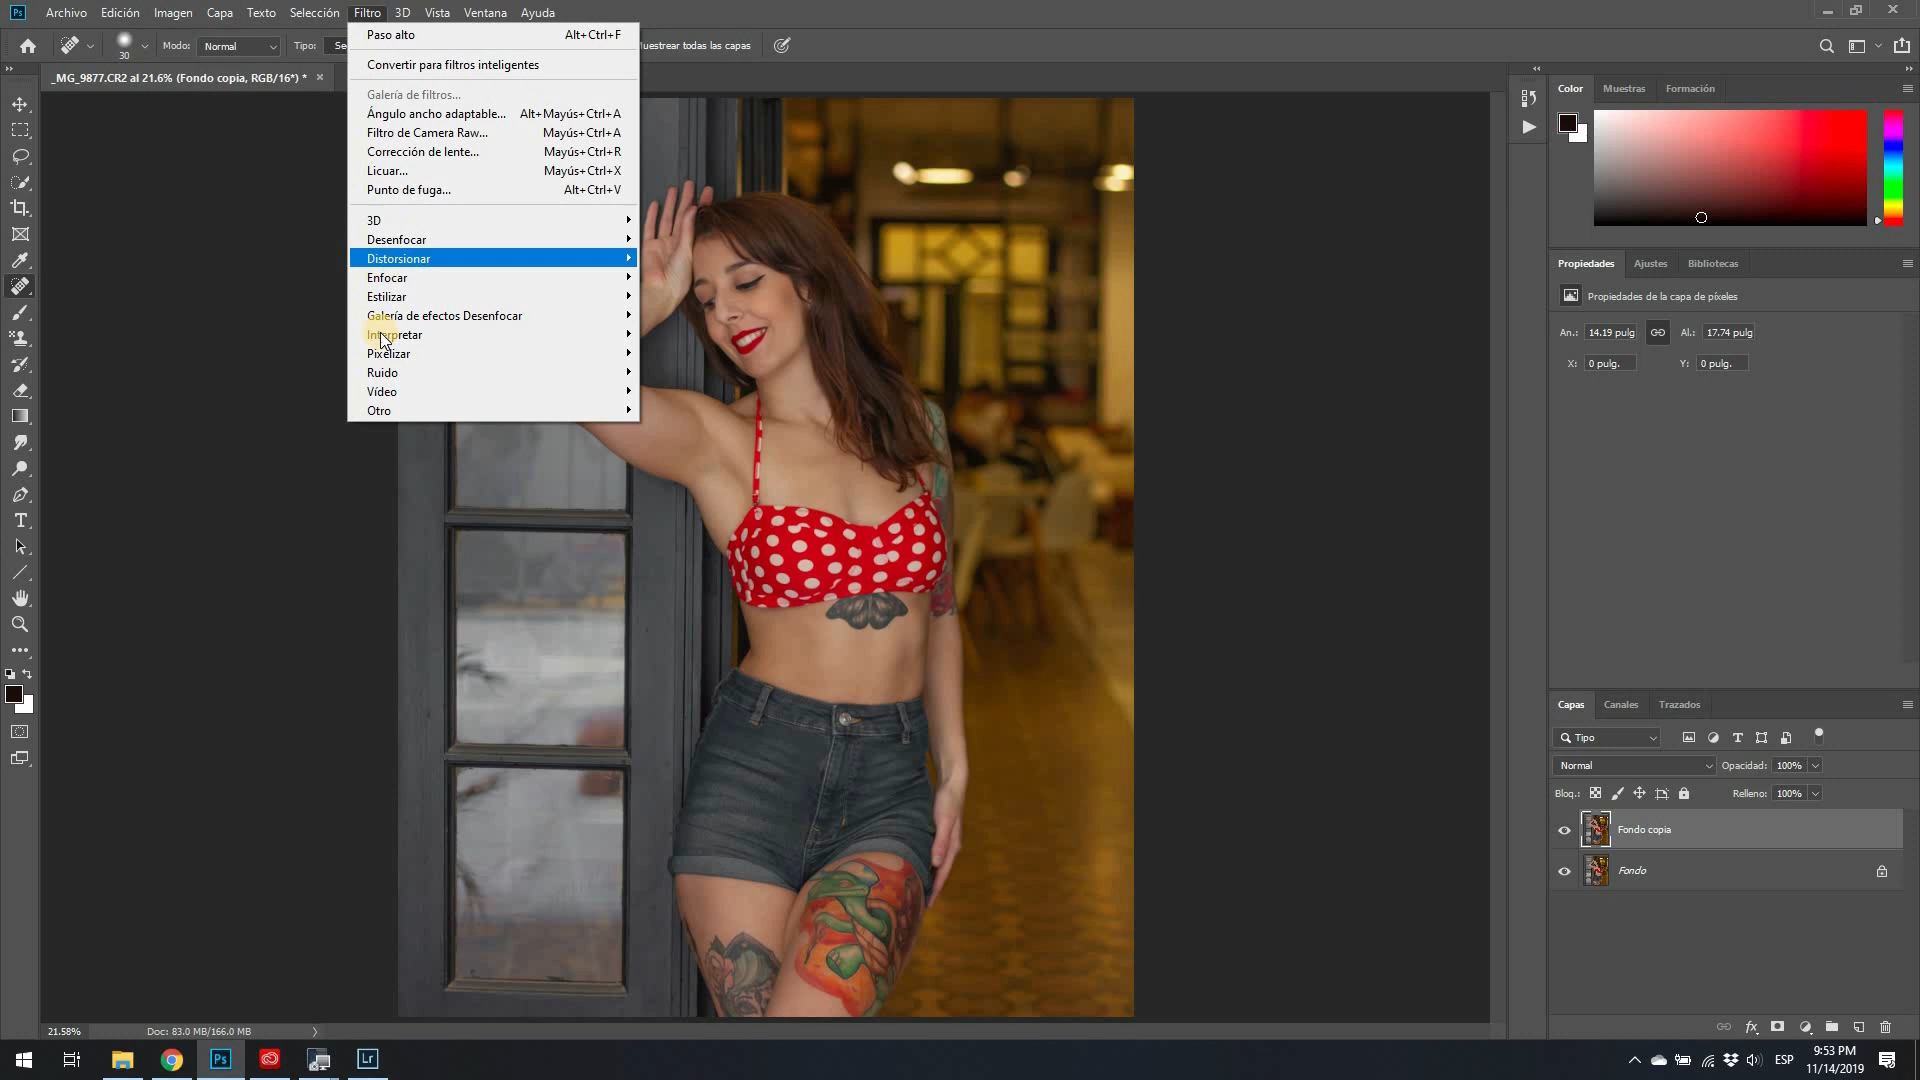 Ps Archivo Edición Imagen Capa Texto Selección Filtro 3D Vista Ventana Ayuda
30 Modo: Normal Tipo: Muestrear todas las capas
_MG_9877.CR2 al 21.6% (Fondo copia, RGB/16*) *
Paso alto Alt+Ctrl+F
Convertir para filtros inteligentes
Galería de filtros...
Ángulo ancho adaptable... Alt+Mayús+Ctrl+A
Filtro de Camera Raw... Mayús+Ctrl+A
Corrección de lente... Mayús+Ctrl+R
Licuar... Mayús+Ctrl+X
Punto de fuga... Alt+Ctrl+V
3D
Desenfocar
Distorsionar
Enfocar
Estilizar
Galería de efectos Desenfocar
Interpretar
Pixelizar
Ruido
Vídeo
Otro
Color Muestras Formación
Propiedades Ajustes Bibliotecas
Propiedades de la capa de píxeles
An.: 14.19 pulg Al.: 17.74 pulg
X: 0 pulg. Y: 0 pulg.
Capas Canales Trazados
Tipo
Normal Opacidad: 100%
Bloq.: Relleno: 100%
Fondo copia
Fondo
fx
21.58% Doc: 83.0 MB/166.0 MB
Ps Lr
ESP
9:53 PM
11/14/2019